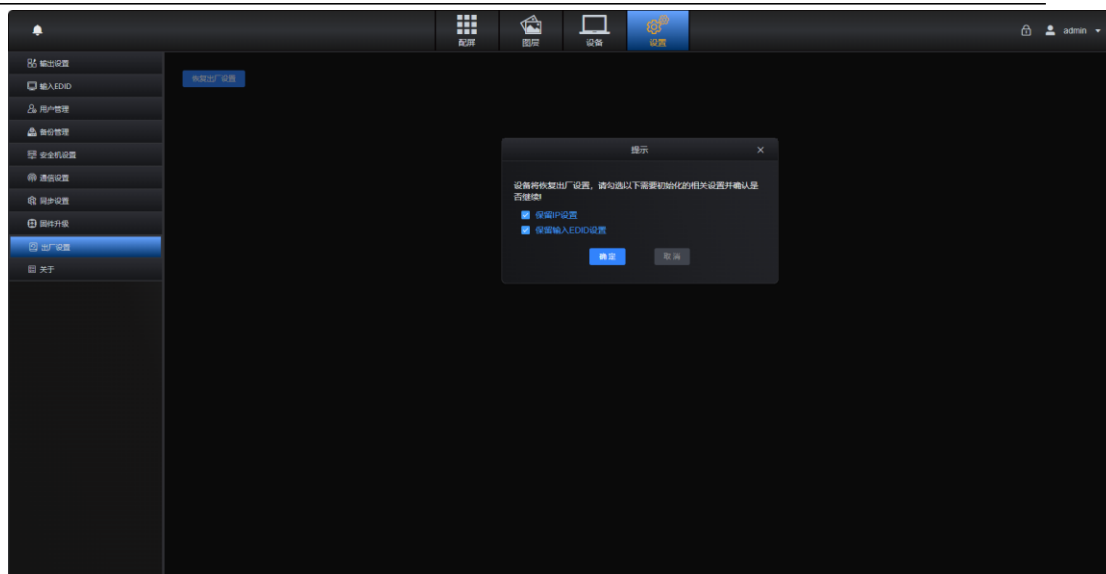 配屏
图层
设备
设置
admin
输出设置
输入EDID
用户管理
备份管理
安全机设置
通信设置
同步设置
固件升级
出厂设置
关于
恢复出厂设置
提示
设备将恢复出厂设置，请勾选以下需要初始化的相关设置并确认是
否继续!
保留IP设置
保留输入EDID设置
确定
取消